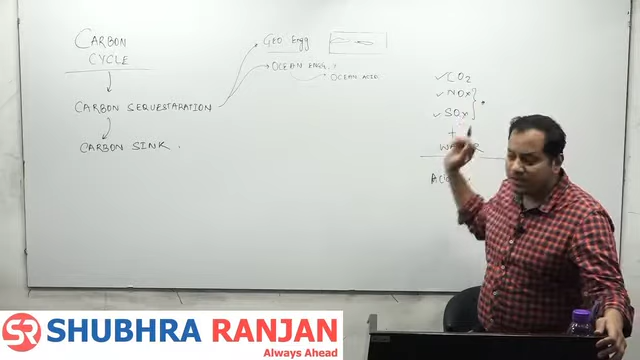 CARBON
CYCLE
CARBON SEQUESTARATION
CARBON SINK.
GEO Engg
OCEAN ENGG.
OCEAN ACID
CO2
NOx
SOx
+
SHUBHRA RANJAN
Always Ahead
SR